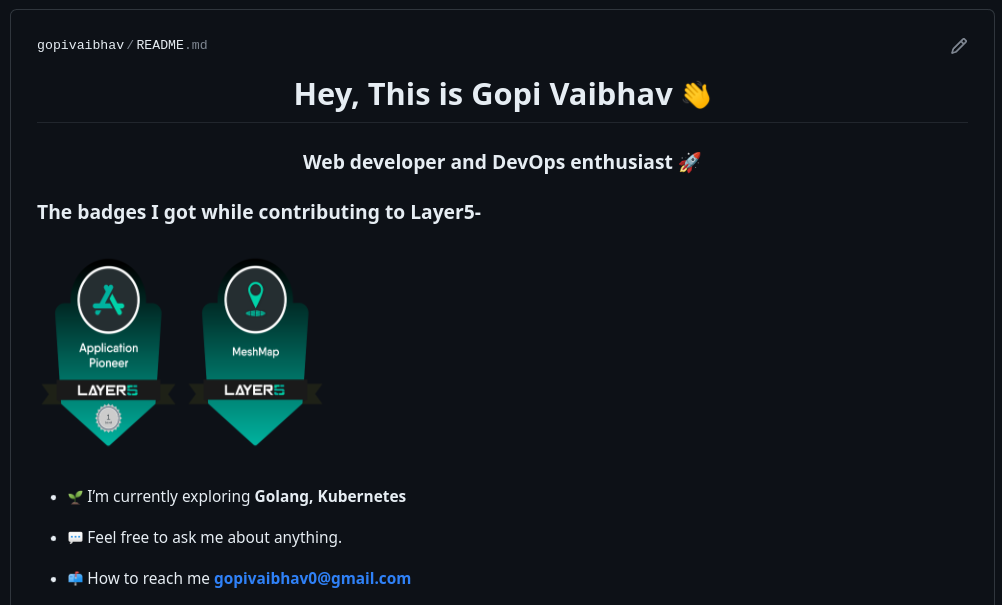 gopivaibhav/README.md
Hey, This is Gopi Vaibhav 👋
Web developer and DevOps enthusiast 🚀
The badges I got while contributing to Layer5-
Application
Pioneer
LAYER5
1
MeshMap
LAYER5
🌱 I’m currently exploring Golang, Kubernetes
💬 Feel free to ask me about anything.
📫 How to reach me gopivaibhav0@gmail.com